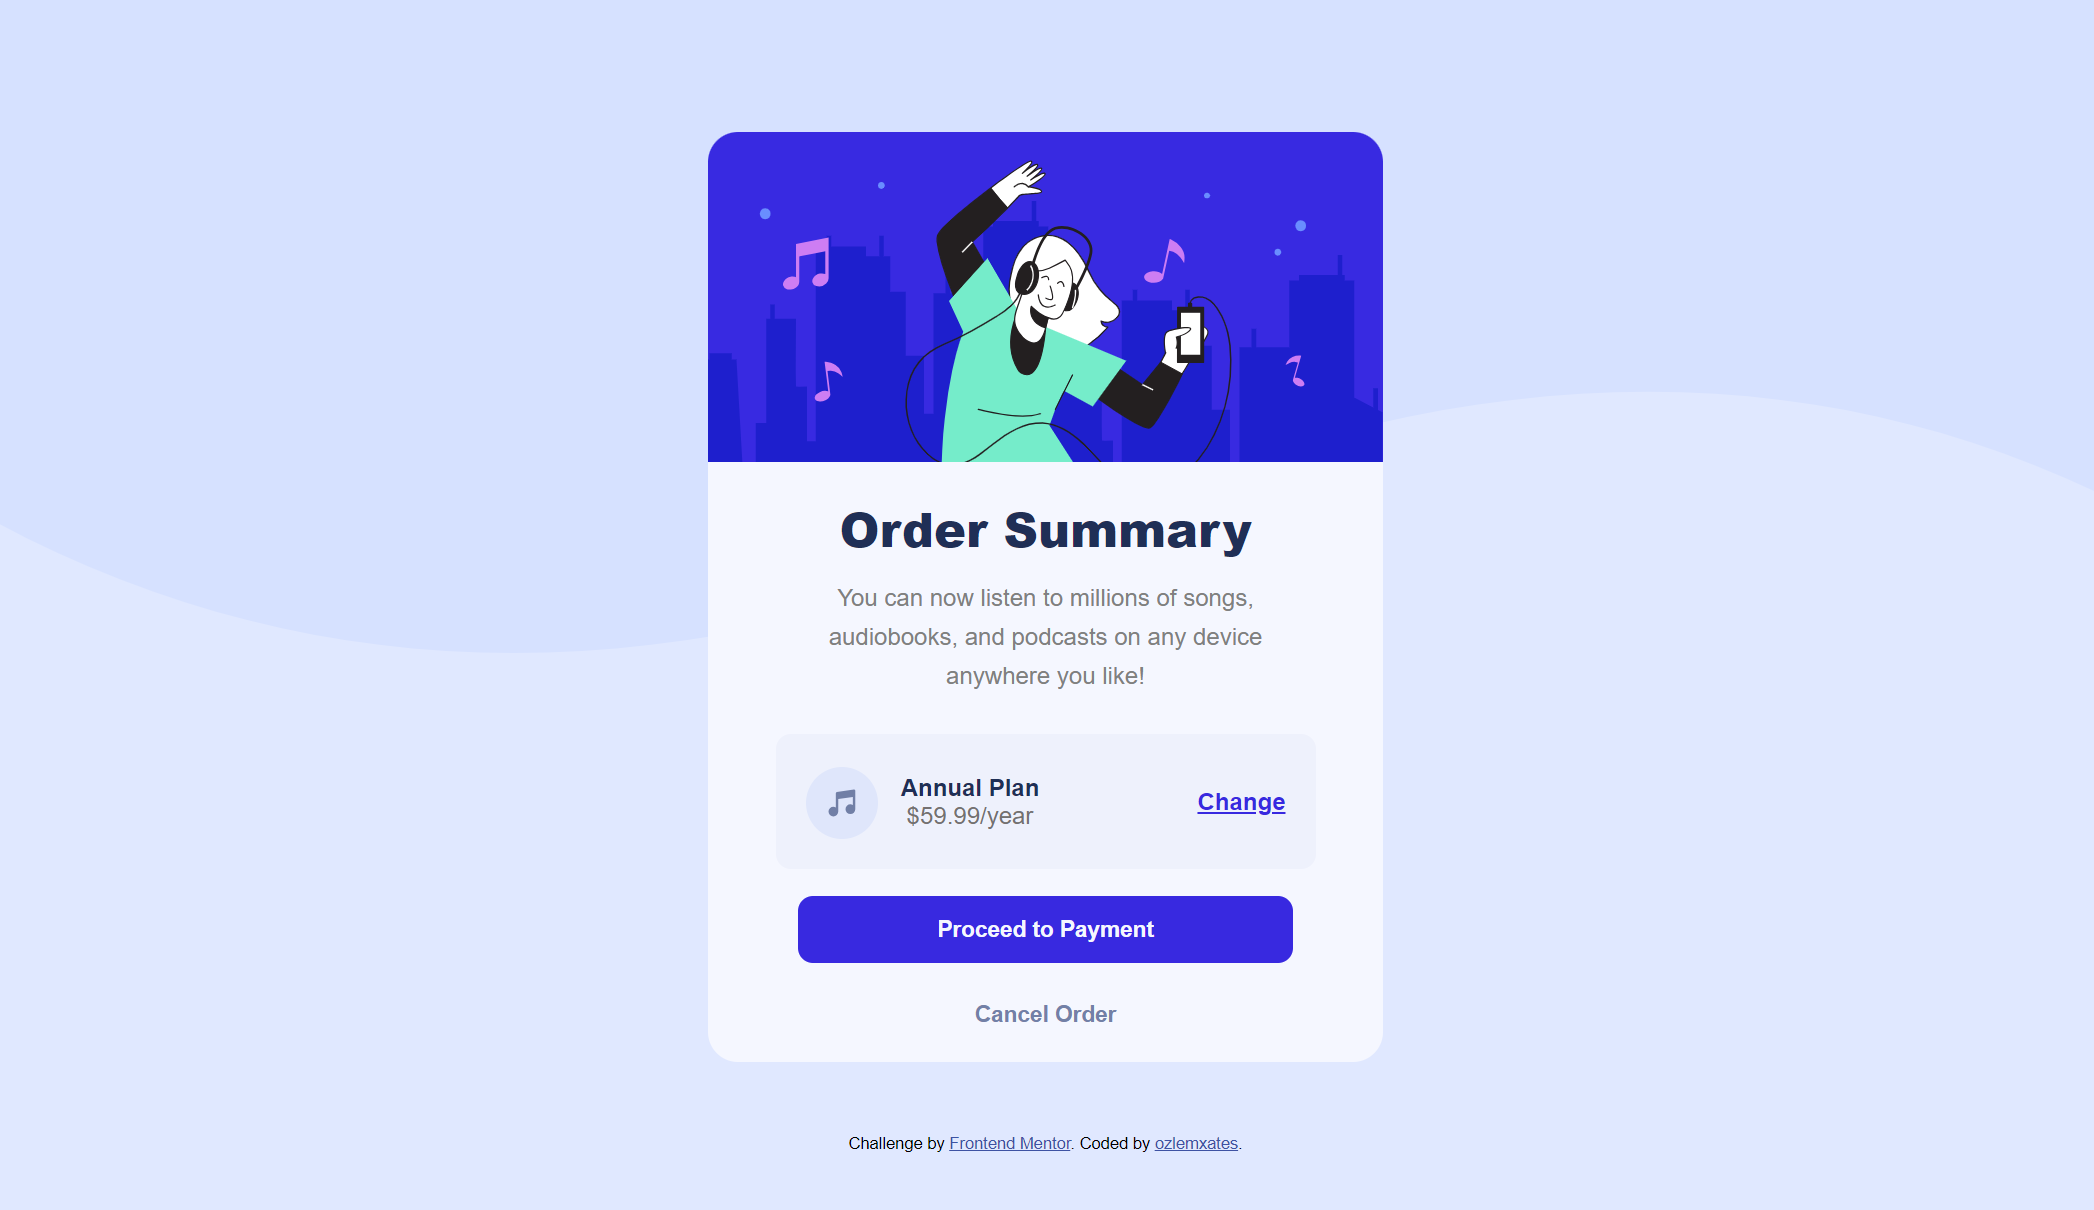 Order Summary
You can now listen to millions of songs,
audiobooks, and podcasts on any device
anywhere you like!
Annual Plan
$59.99/year
Change
Proceed to Payment
Cancel Order
Challenge by Frontend Mentor. Coded by ozlemxates.